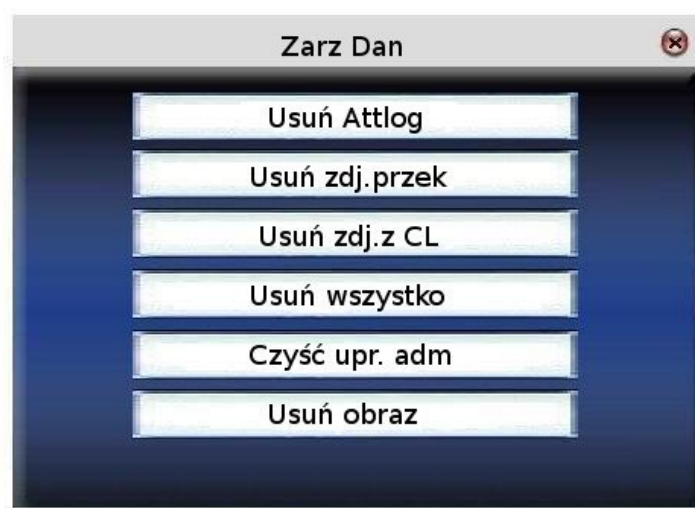 Zarz Dan
Usuń Attlog
Usuń zdj.przek
Usuń zdj.z CL
Usuń wszystko
Czyść upr. adm
Usuń obraz